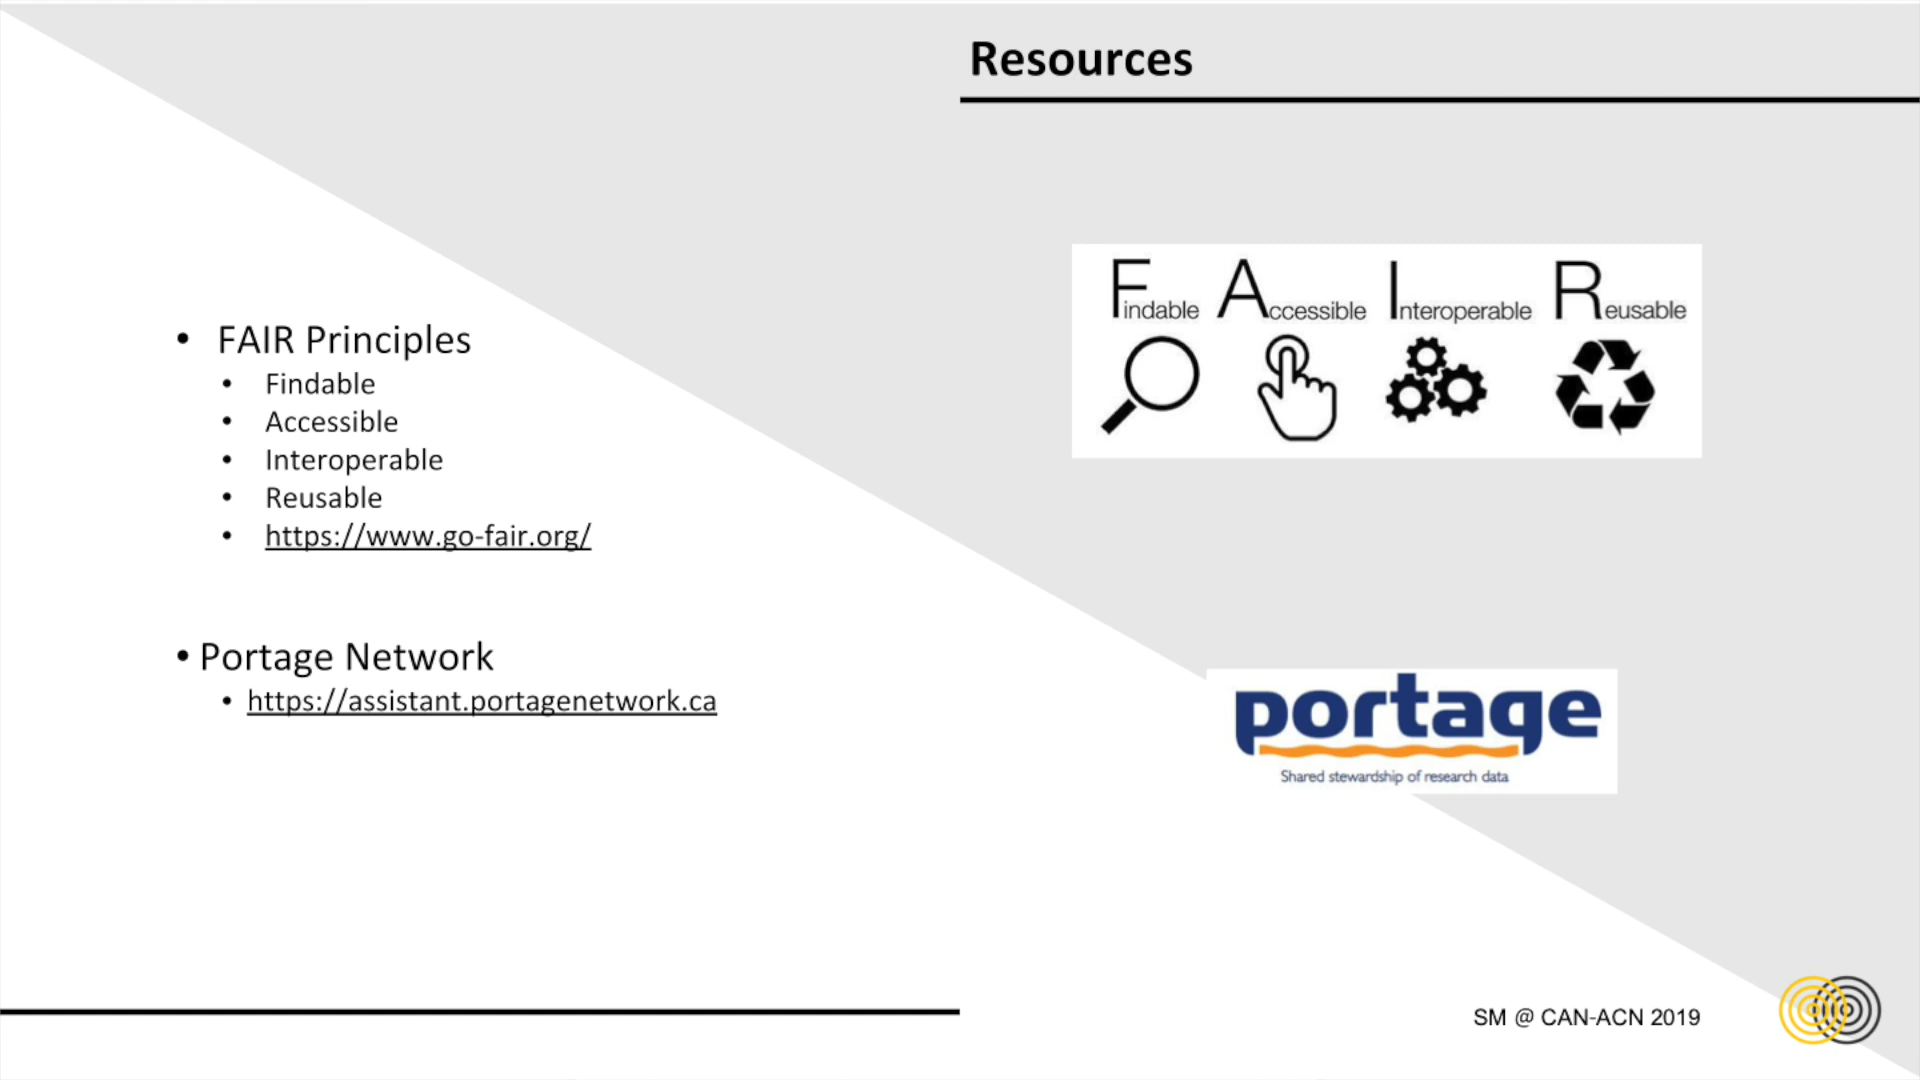 Resources
• FAIR Principles
• Findable
• Accessible
• Interoperable
• Reusable
• https://www.go-fair.org/
• Portage Network
• https://assistant.portagenetwork.ca
Findable Accessible Interoperable Reusable
portage
Shared stewardship of research data
SM @ CAN-ACN 2019